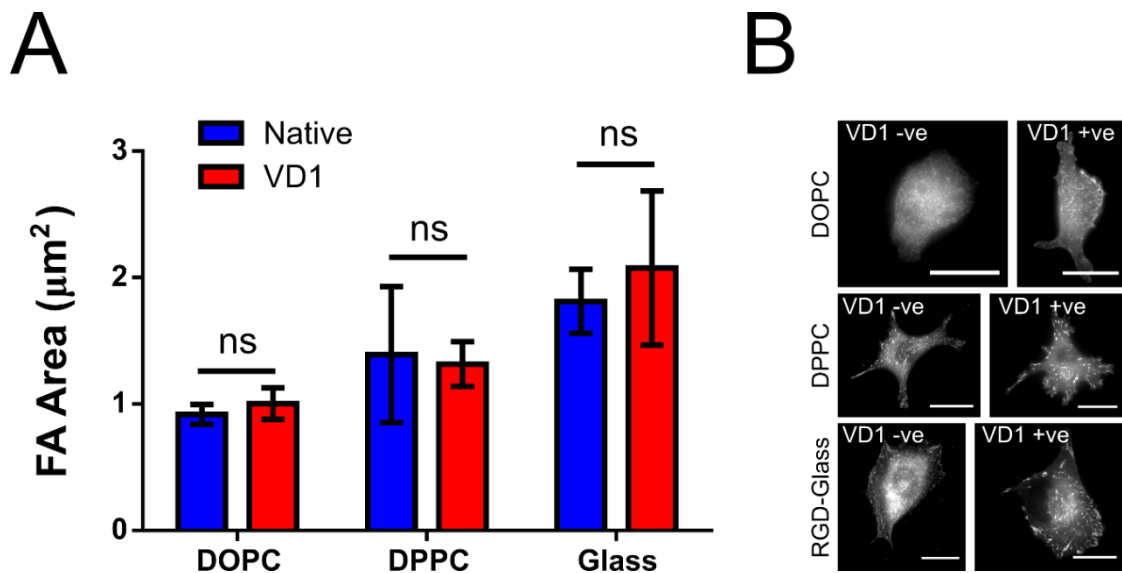 A
B
Native
VD1
FA Area (μm²)
3
2
1
0
ns
ns
ns
DOPC
DPPC
Glass
VD1 -ve
VD1 +ve
DOPC
VD1 -ve
VD1 +ve
DPPC
VD1 -ve
VD1 +ve
RGD-Glass